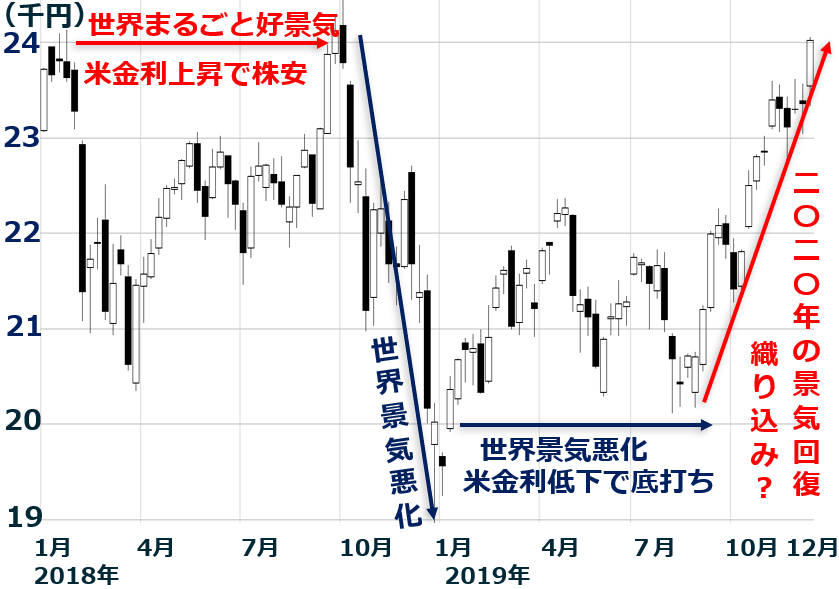 (千円)
世界まるごと好景気
米金利上昇で株安
24
23
22
21
20
19
世界景気悪化
世界景気悪化
米金利低下で底打ち
二〇二〇年の景気回復
織り込み?
1月
4月
7月
10月
1月
4月
7月
10月
12月
2018年
2019年